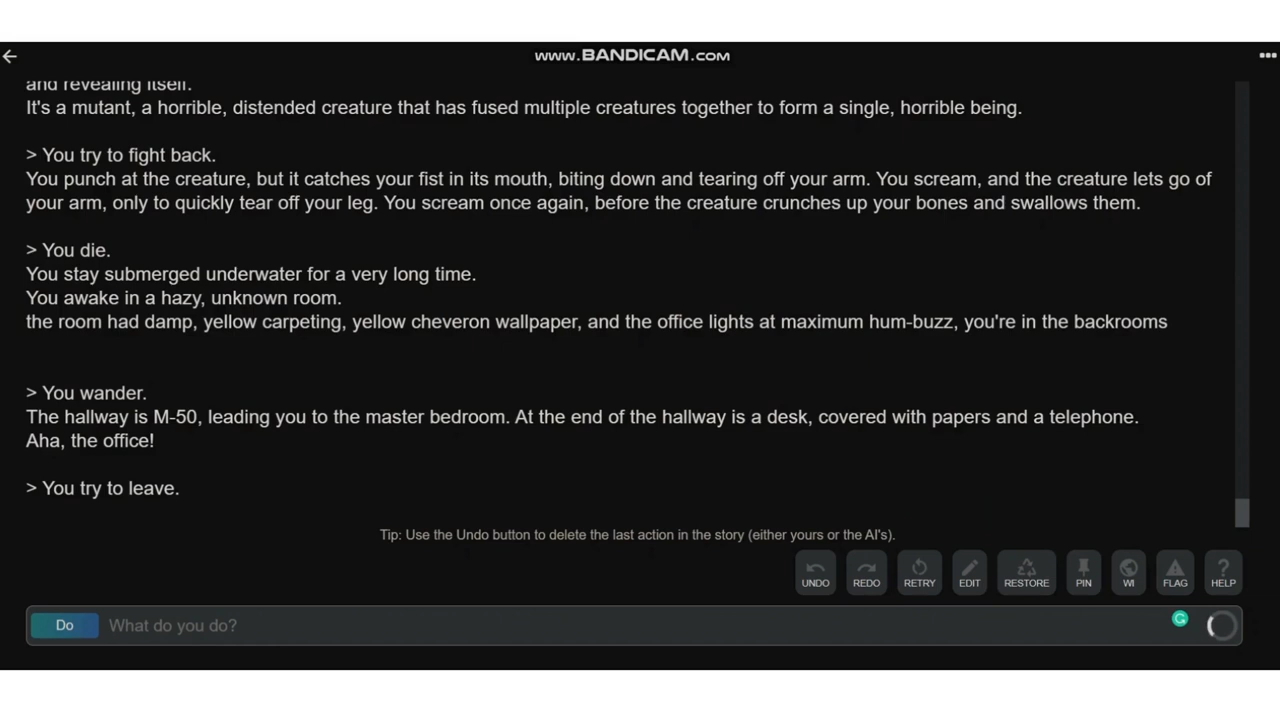 www.BANDICAM.com
and revealing itself.
It's a mutant, a horrible, distended creature that has fused multiple creatures together to form a single, horrible being.
> You try to fight back.
You punch at the creature, but it catches your fist in its mouth, biting down and tearing off your arm. You scream, and the creature lets go of
your arm, only to quickly tear off your leg. You scream once again, before the creature crunches up your bones and swallows them.
> You die.
You stay submerged underwater for a very long time.
You awake in a hazy, unknown room.
the room had damp, yellow carpeting, yellow cheveron wallpaper, and the office lights at maximum hum-buzz, you're in the backrooms
> You wander.
The hallway is M-50, leading you to the master bedroom. At the end of the hallway is a desk, covered with papers and a telephone.
Aha, the office!
> You try to leave.
Tip: Use the Undo button to delete the last action in the story (either yours or the AI's).
UNDO REDO RETRY EDIT RESTORE PIN WI FLAG HELP
Do What do you do?